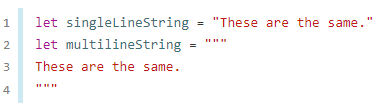 1 let singleLineString = "These are the same."
2 let multilineString = """
3 These are the same.
4 """